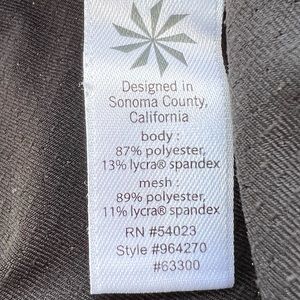 Designed in
Sonoma County,
California
body :
87% polyester,
13% lycra® spandex
mesh :
89% polyester,
11% lycra® spandex
RN #54023
Style #964270
#63300